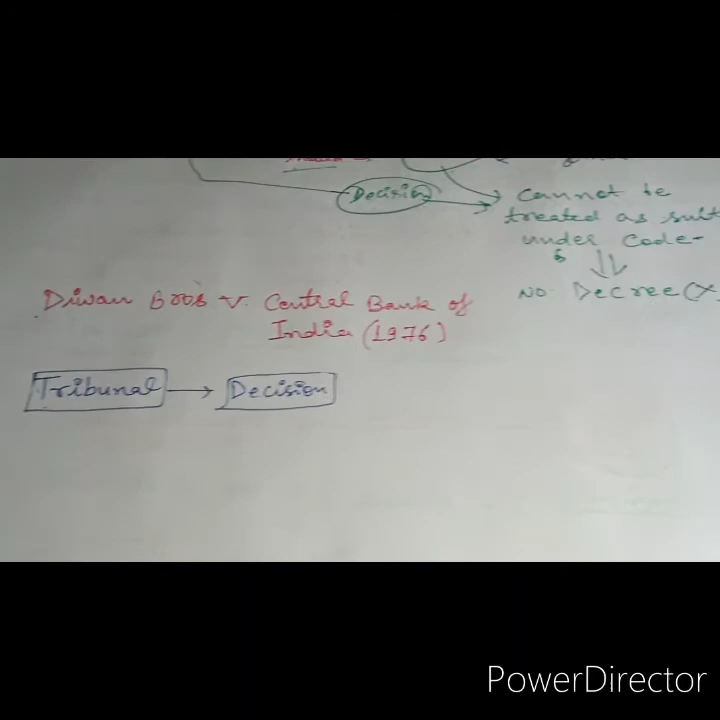 Decision
Cannot be
treated as suit
under Code-
NO Decree (x
Diwan Bros v. Central Bank of
India (1976)
Tribunal → Decision
PowerDirector